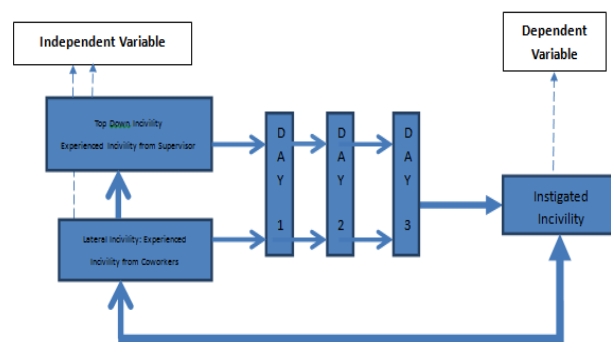 Independent Variable
Dependent
Variable
Top Down Incivility
Experienced Incivility from Supervisor
Lateral Incivility: Experienced
Incivility from Coworkers
D
A
Y
1
D
A
Y
2
D
A
Y
3
Instigated
Incivility